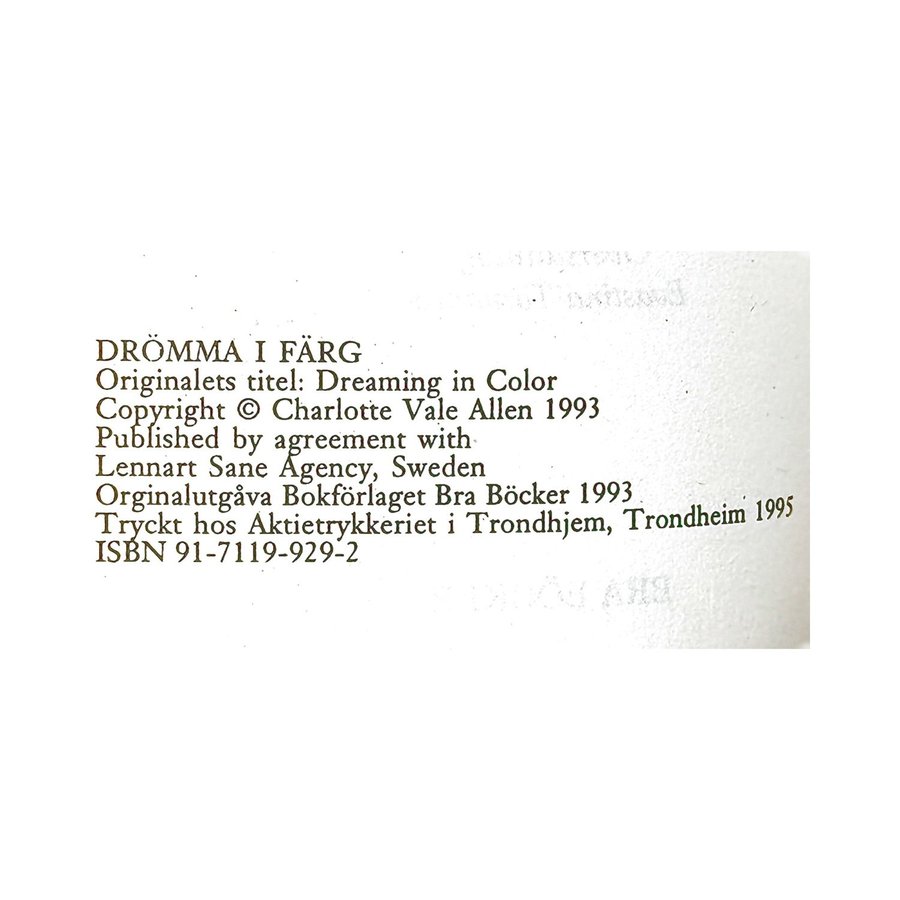 DRÖMMA I FÄRG
Originalets titel: Dreaming in Color
Copyright © Charlotte Vale Allen 1993
Published by agreement with
Lennart Sane Agency, Sweden
Orginalutgåva Bokförlaget Bra Böcker 1993
Tryckt hos Aktietrykkeriet i Trondhjem, Trondheim 1995
ISBN 91-7119-929-2